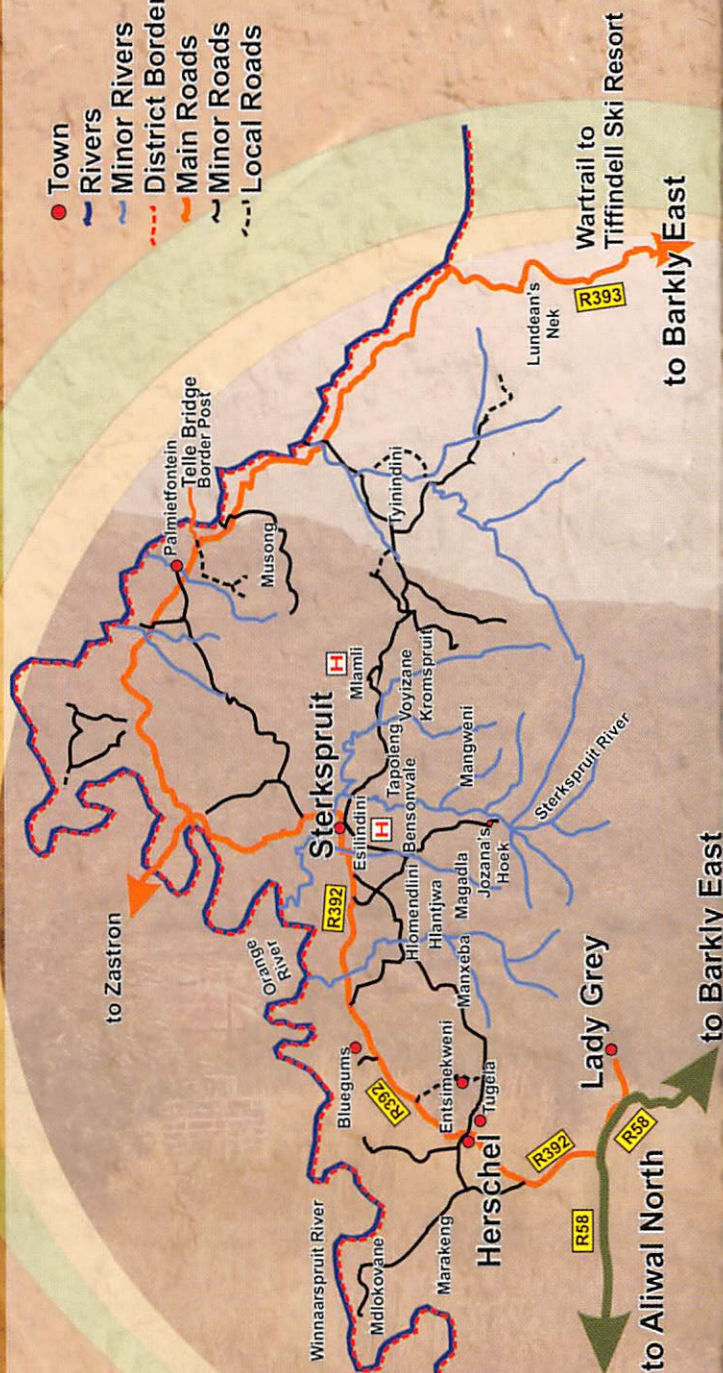 Town
Rivers
Minor Rivers
District Border
Main Roads
Minor Roads
Local Roads
to Zastron
Orange
River
Winnaarspruit River
Mdlokovane
Marakeng
Herschel
Tugela
Entsimekweni
Bluegums
R392
R392
R392
R58
R58
to Aliwal North
to Barkly East
Lady Grey
Manxeba
Hlomendlini
Hlantjwa
Magadla
Jozana's
Hoek
Sterkspruit
Esilindini
H
Bensonvale
Tapoleng
Voyizane
Kromspruit
Mangweni
Sterkspruit River
H
Mlamli
Musong
Palmietfontein
Telle Bridge
Border Post
Tyinindini
Lundean's
Nek
R393
Wartrail to
Tiffindell Ski Resort
to Barkly East